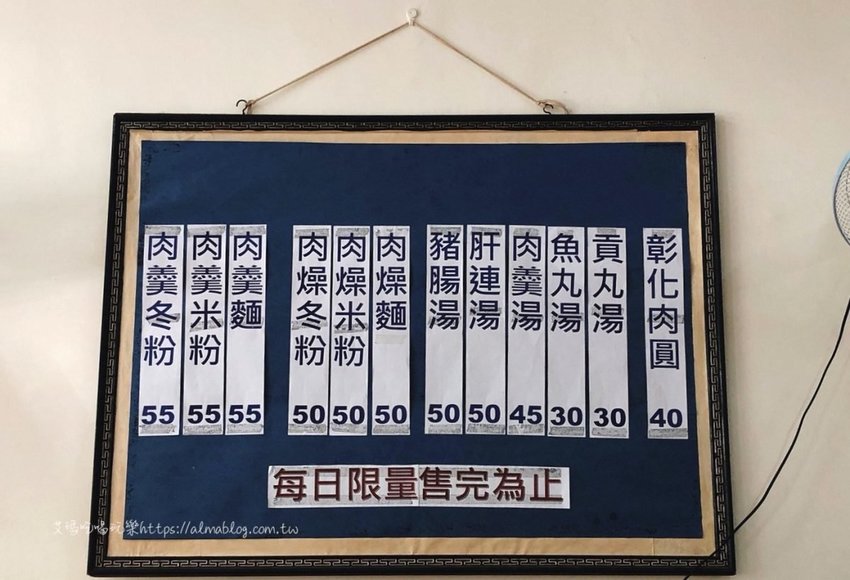 彰化肉圓 40
貢丸湯 30
魚丸湯 30
肉羹湯 45
肝連湯 50
豬腸湯 50
肉燥麵 50
肉燥米粉 50
肉燥冬粉 50
肉羹麵 55
肉羹米粉 55
肉羹冬粉 55
每日限量售完為止
艾瑪吃喝玩樂https://almablog.com.tw